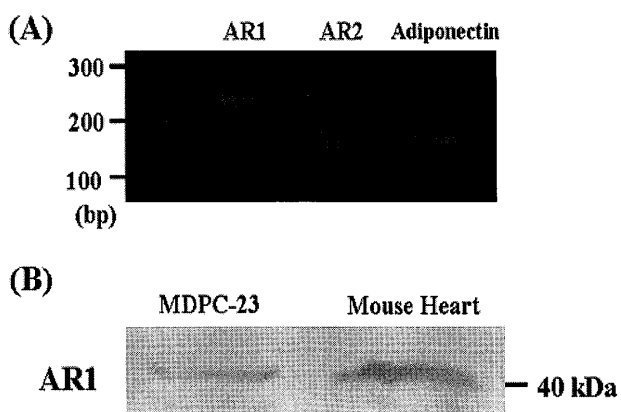 (A)
AR1 AR2 Adiponectin
300
200
100
(bp)
(B)
MDPC-23 Mouse Heart
AR1 40 kDa